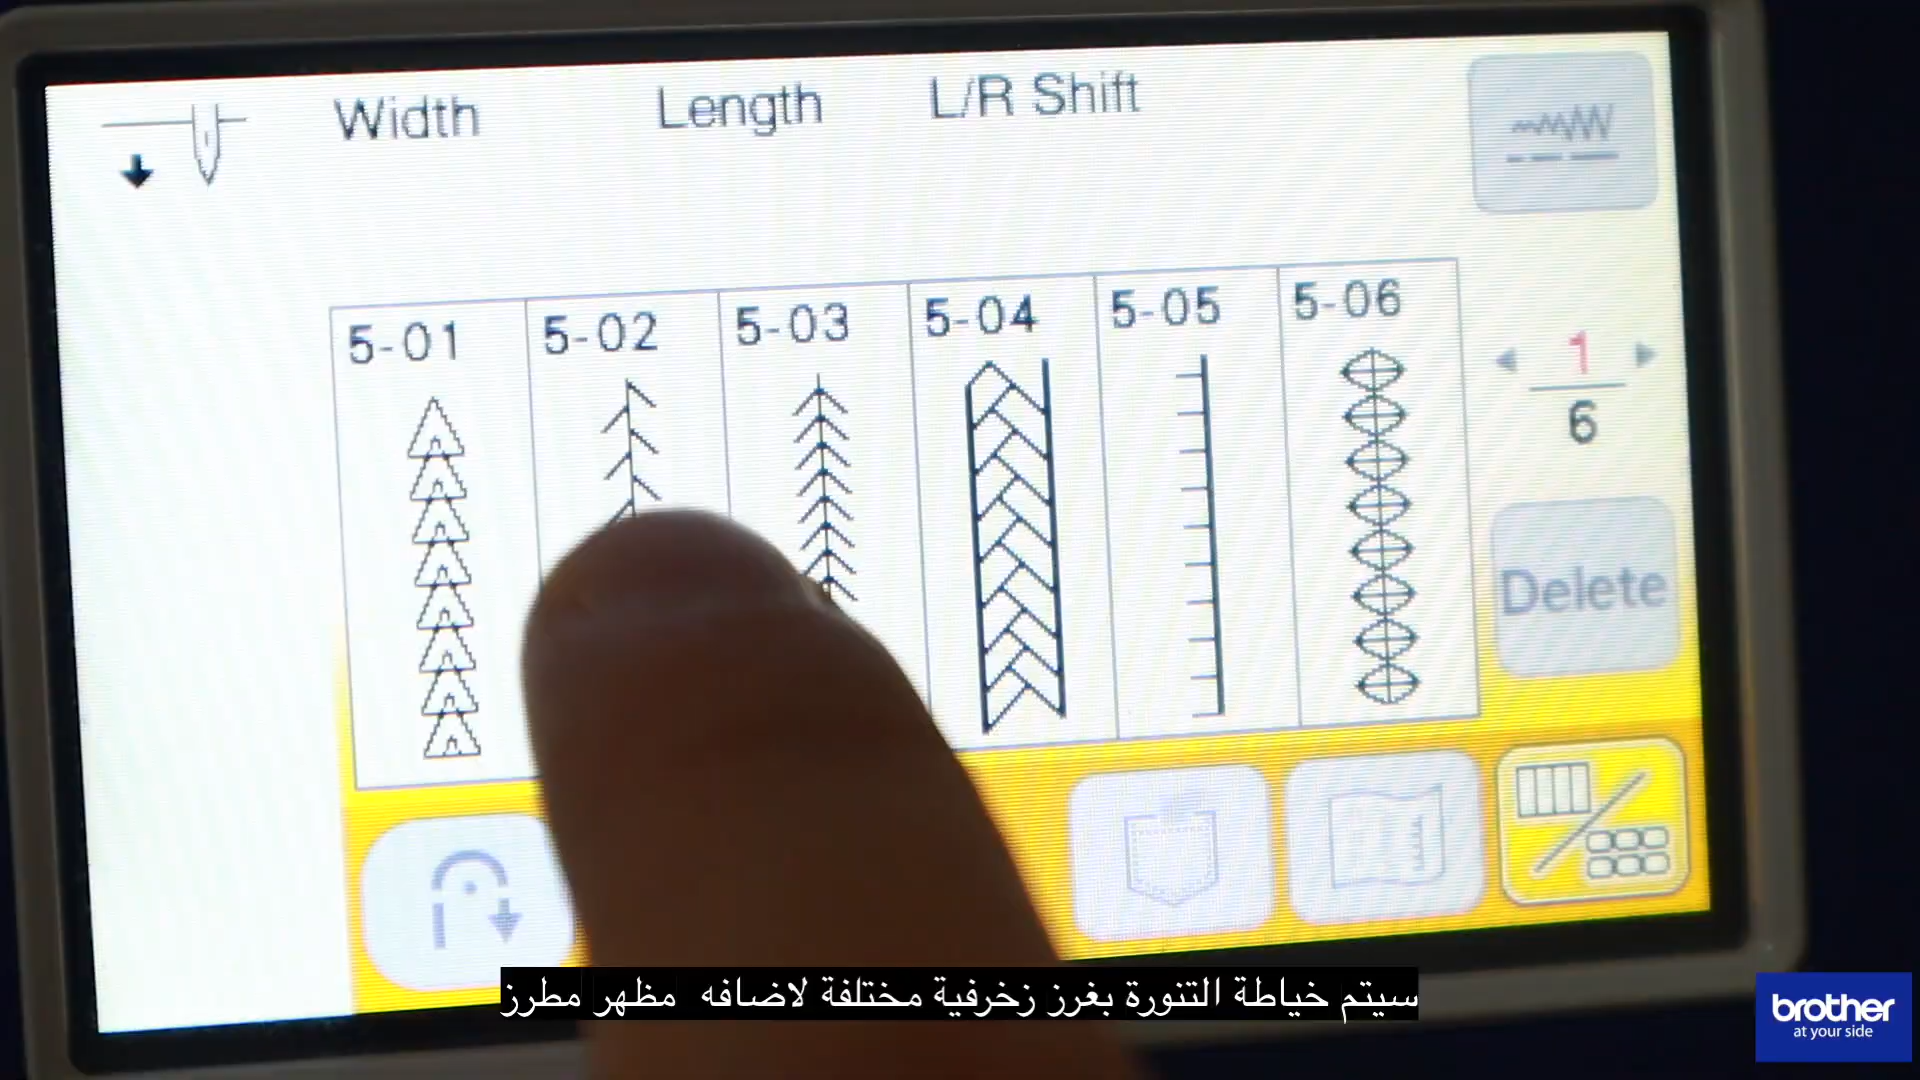 Width Length L/R Shift
5-01 5-02 5-03 5-04 5-05 5-06
1
6
Delete
سيتم خياطة التنورة بغرز زخرفية مختلفة لاضافه مظهر مطرز
brother
at your side